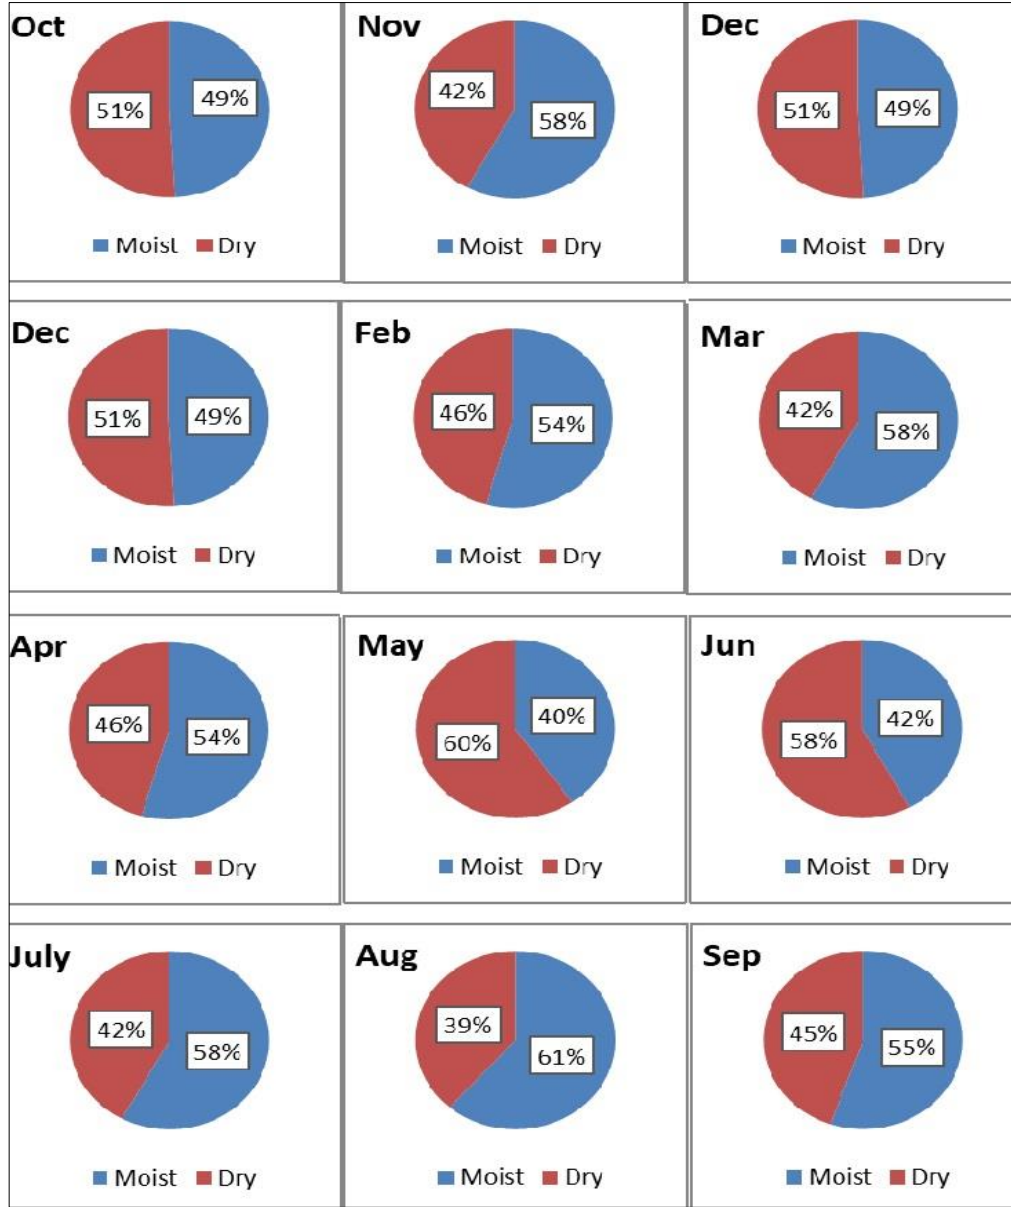 Oct
51%
49%
Moist Dry
Nov
42%
58%
Moist Dry
Dec
51%
49%
Moist Dry
Dec
51%
49%
Moist Dry
Feb
46%
54%
Moist Dry
Mar
42%
58%
Moist Dry
Apr
46%
54%
Moist Dry
May
40%
60%
Moist Dry
Jun
42%
58%
Moist Dry
July
42%
58%
Moist Dry
Aug
39%
61%
Moist Dry
Sep
45%
55%
Moist Dry